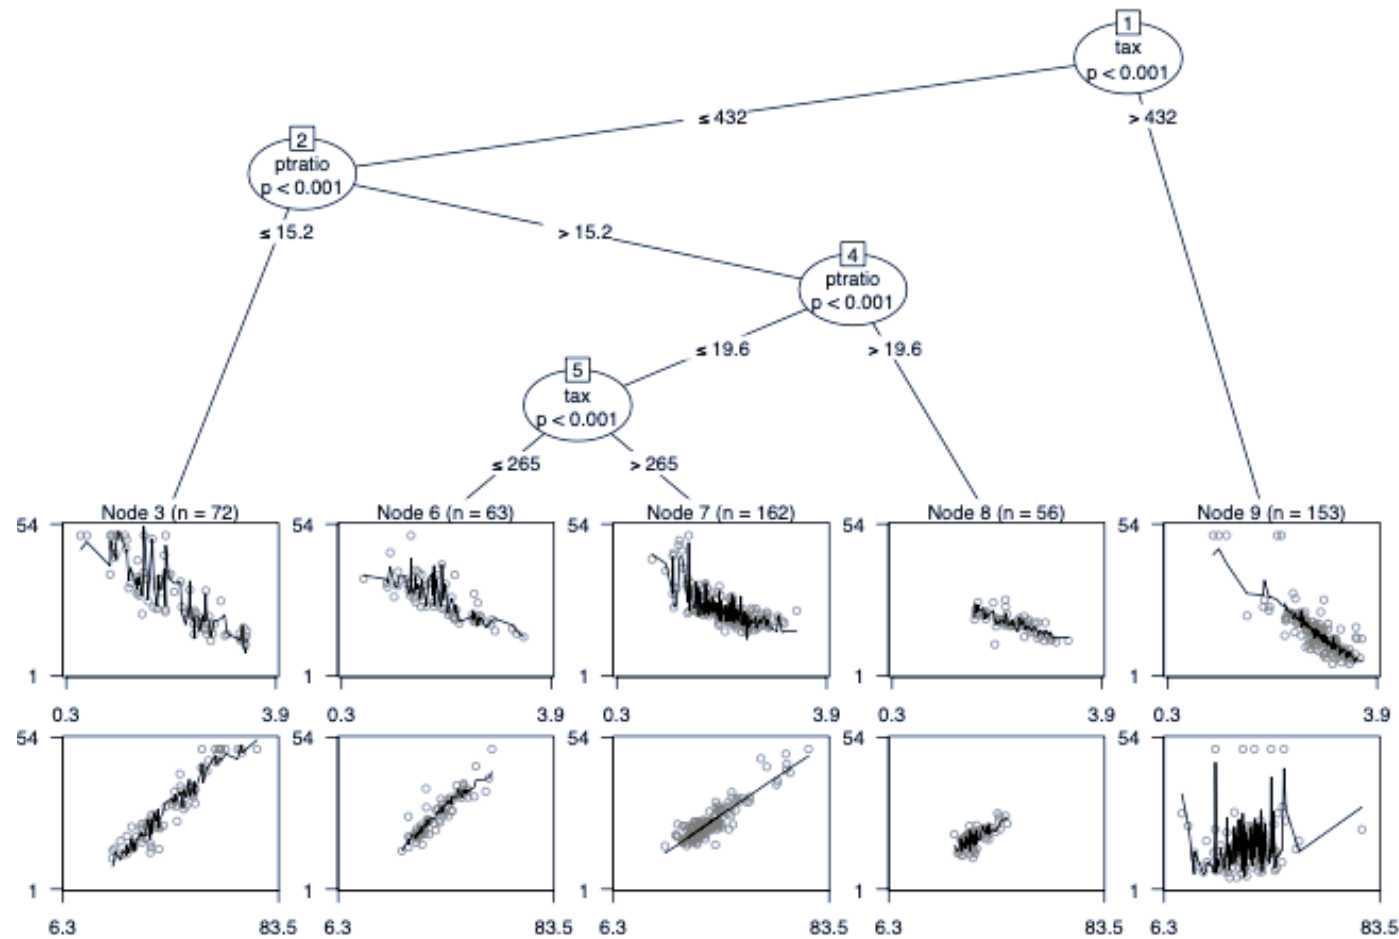 1
tax
p < 0.001
≤ 432
> 432
2
ptratio
p < 0.001
≤ 15.2
> 15.2
4
ptratio
p < 0.001
≤ 19.6
> 19.6
5
tax
p < 0.001
≤ 265
> 265
Node 3 (n = 72)
Node 6 (n = 63)
Node 7 (n = 162)
Node 8 (n = 56)
Node 9 (n = 153)
54 54 54 54 54
1 1 1 1 1
0.3 3.9 0.3 3.9 0.3 3.9 0.3 3.9 0.3 3.9
54 54 54 54 54
1 1 1 1 1
6.3 83.5 6.3 83.5 6.3 83.5 6.3 83.5 6.3 83.5